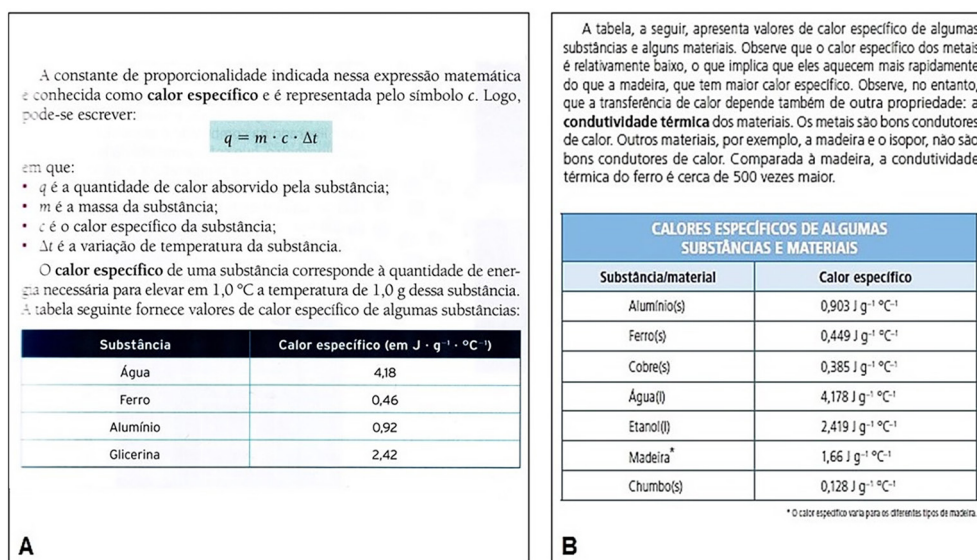 A constante de proporcionalidade indicada nessa expressão matemática
é conhecida como calor específico e é representada pelo símbolo c. Logo,
pode-se escrever:
q = m · c · Δt
em que:
• q é a quantidade de calor absorvido pela substância;
• m é a massa da substância;
• c é o calor específico da substância;
• Δt é a variação de temperatura da substância.
O calor específico de uma substância corresponde à quantidade de ener-
gia necessária para elevar em 1,0 °C a temperatura de 1,0 g dessa substância.
A tabela seguinte fornece valores de calor específico de algumas substâncias:
Substância Calor específico (em J · g⁻¹ · °C⁻¹)
Água 4,18
Ferro 0,46
Alumínio 0,92
Glicerina 2,42
A
A tabela, a seguir, apresenta valores de calor específico de algumas
substâncias e alguns materiais. Observe que o calor específico dos metais
é relativamente baixo, o que implica que eles aquecem mais rapidamente
do que a madeira, que tem maior calor específico. Observe, no entanto,
que a transferência de calor depende também de outra propriedade: a
condutividade térmica dos materiais. Os metais são bons condutores
de calor. Outros materiais, por exemplo, a madeira e o isopor, não são
bons condutores de calor. Comparada à madeira, a condutividade
térmica do ferro é cerca de 500 vezes maior.
CALORES ESPECÍFICOS DE ALGUMAS
SUBSTÂNCIAS E MATERIAIS
Substância/material Calor específico
Alumínio(s) 0,903 J g⁻¹ °C⁻¹
Ferro(s) 0,449 J g⁻¹ °C⁻¹
Cobre(s) 0,385 J g⁻¹ °C⁻¹
Água(l) 4,178 J g⁻¹ °C⁻¹
Etanol(l) 2,419 J g⁻¹ °C⁻¹
Madeira* 1,66 J g⁻¹ °C⁻¹
Chumbo(s) 0,128 J g⁻¹ °C⁻¹
* O calor específico varia para os diferentes tipos de madeira.
B